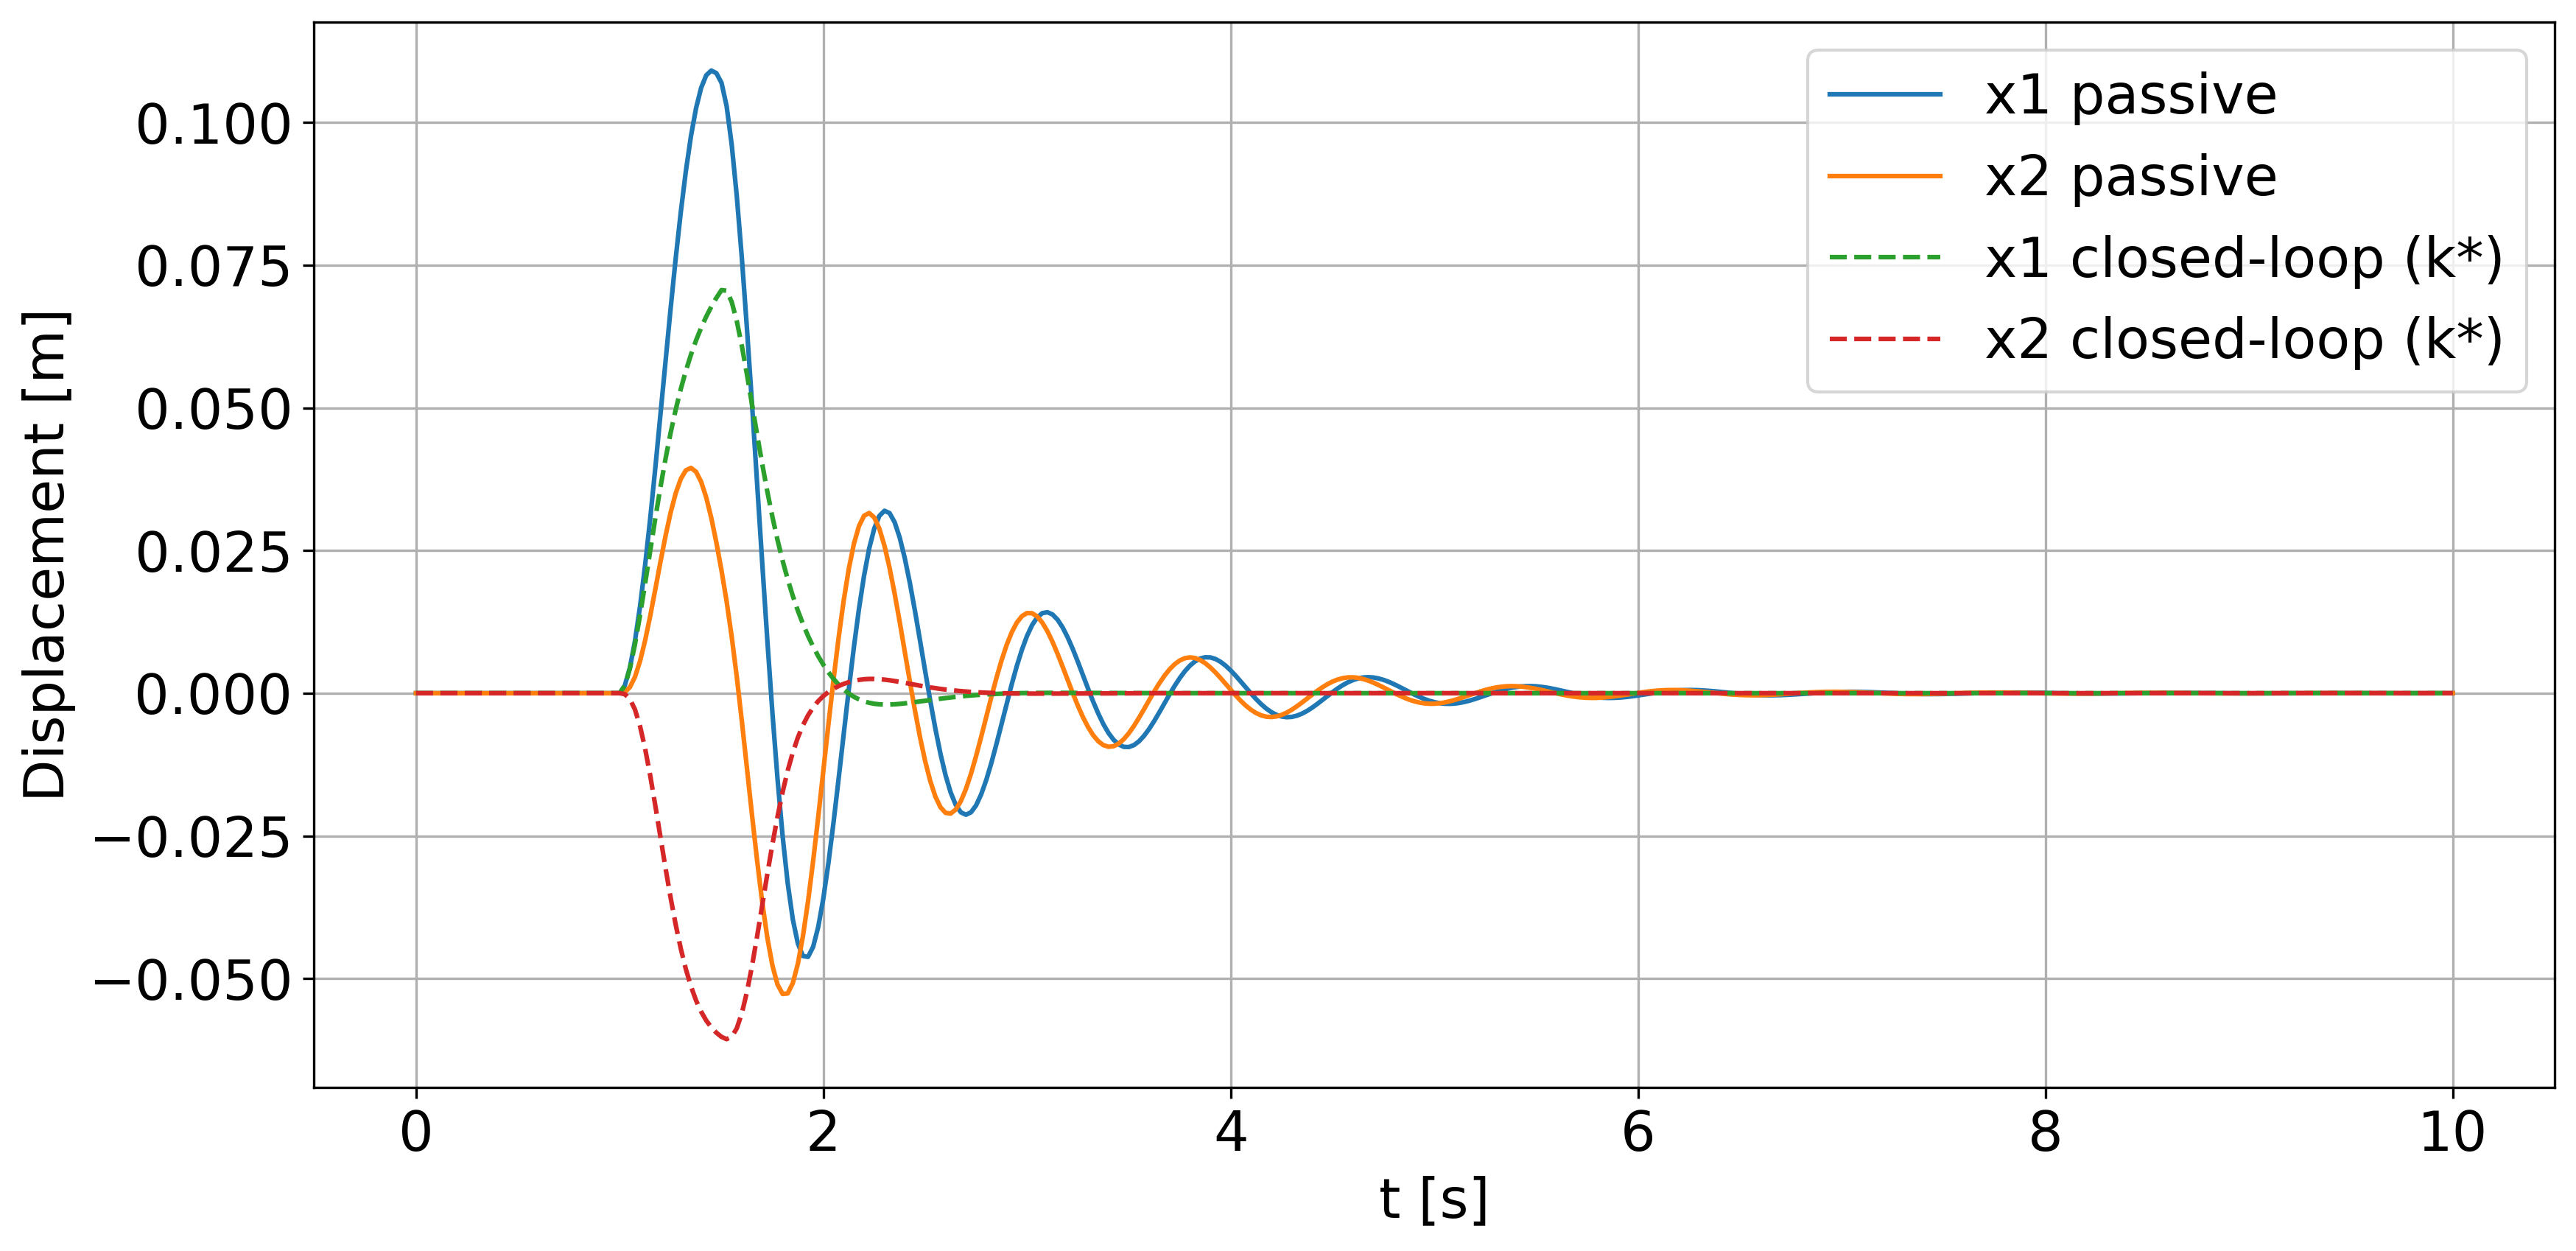 x1 passive
x2 passive
x1 closed-loop (k*)
x2 closed-loop (k*)
Displacement [m]
0.100
0.075
0.050
0.025
0.000
−0.025
−0.050
0 2 4 6 8 10
t [s]